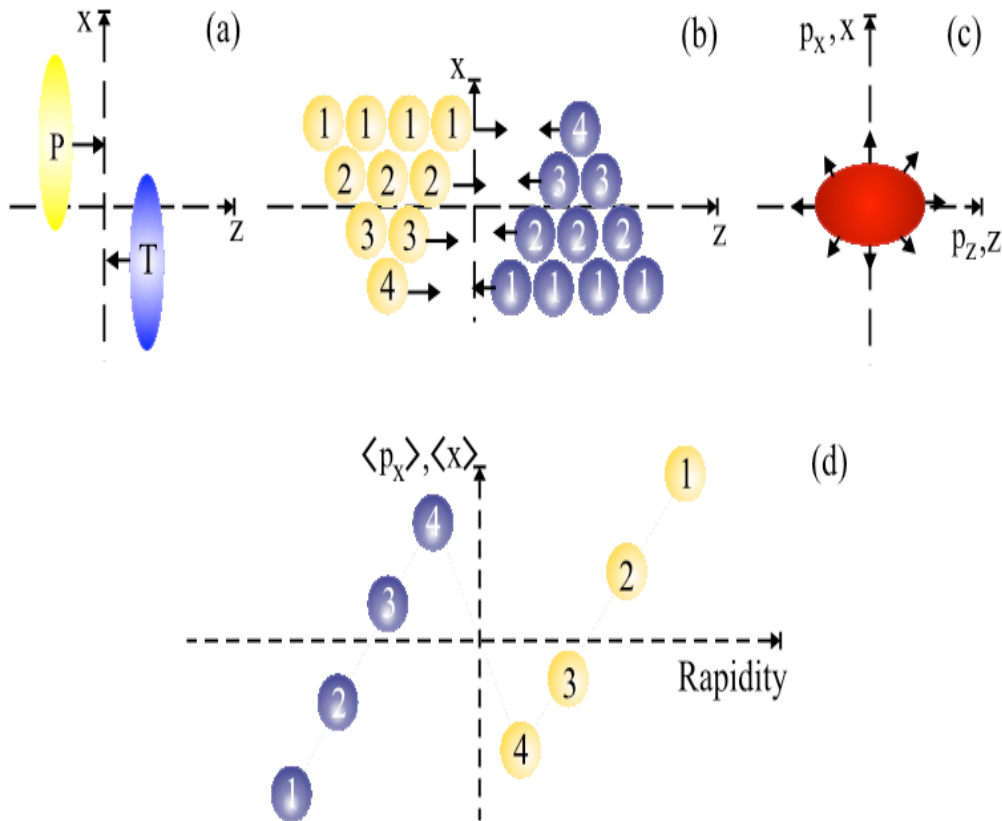 x (a)
P
z
T
(b)
x
1 1 1 1 4
2 2 2 3 3
z
3 3 2 2 2
4 1 1 1 1
pₓ,x (c)
p_z,z
⟨pₓ⟩,⟨x⟩ (d)
1
4
2
3
Rapidity
3
2
4
1